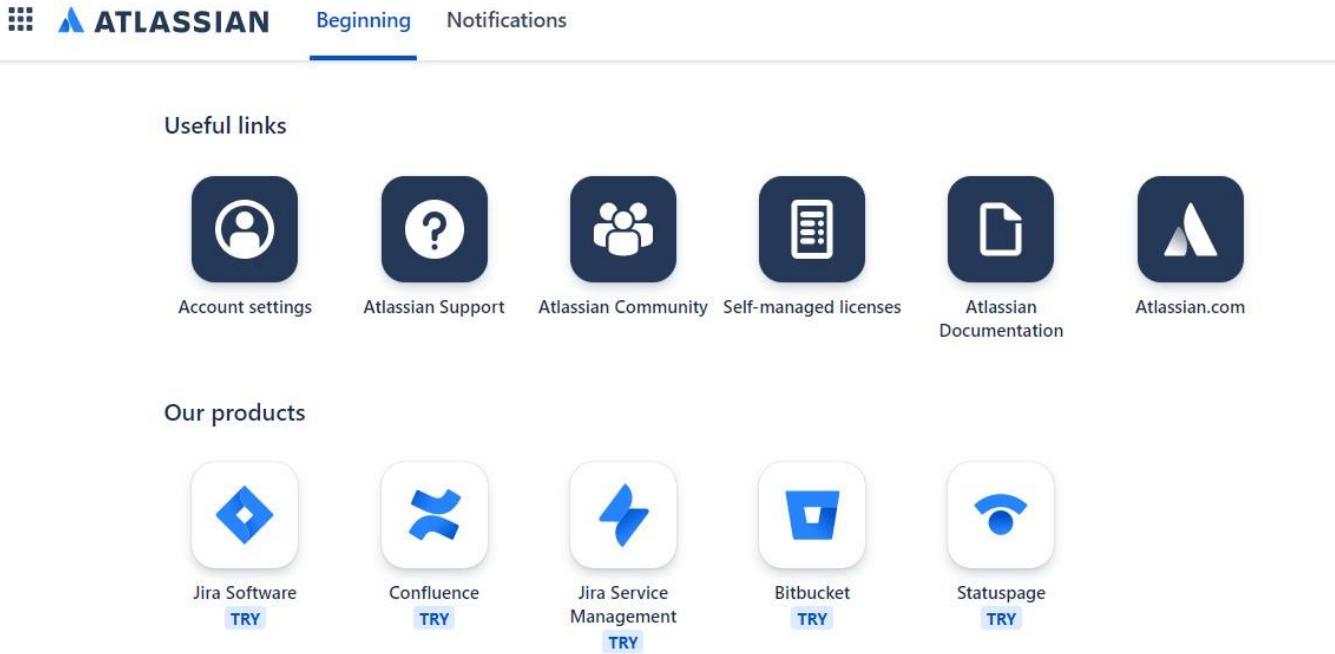 ATLASSIAN Beginning Notifications
Useful links
Account settings Atlassian Support Atlassian Community Self-managed licenses Atlassian Atlassian.com
Documentation
Our products
Jira Software Confluence Jira Service Bitbucket Statuspage
TRY TRY Management TRY TRY
TRY